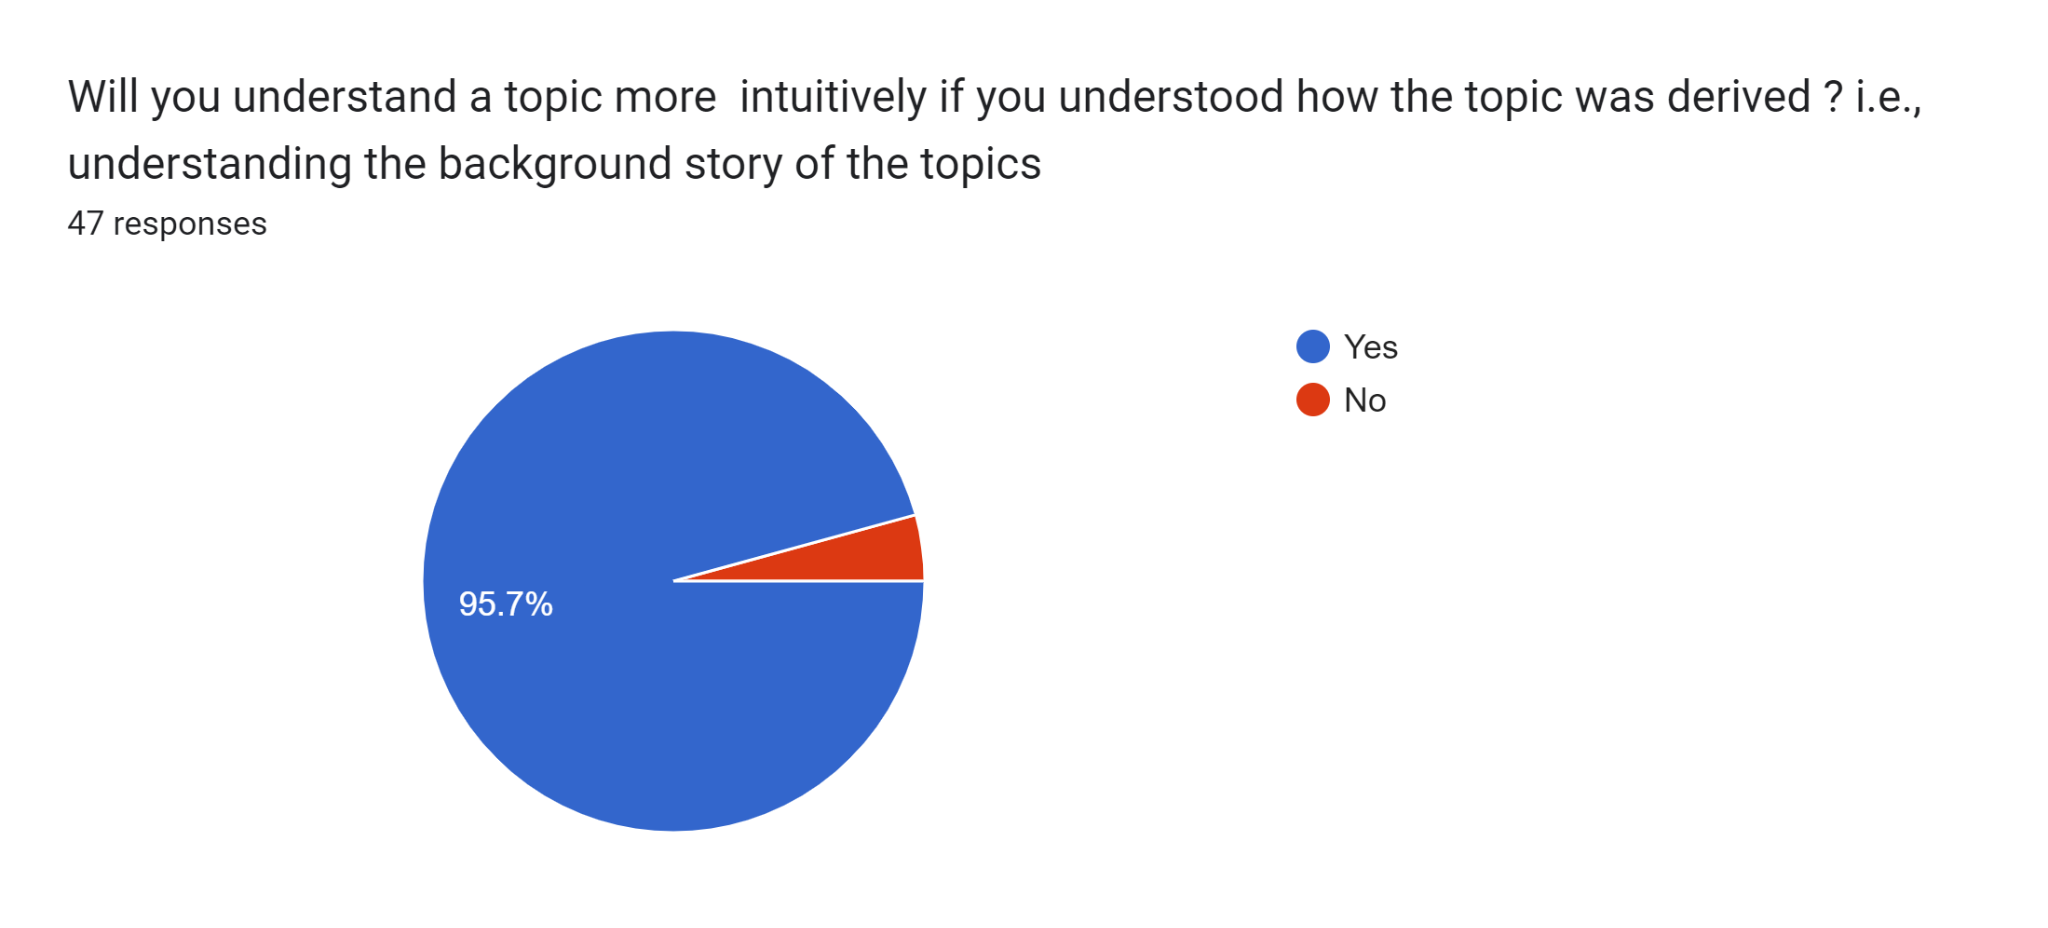 Will you understand a topic more  intuitively if you understood how the topic was derived ? i.e.,
understanding the background story of the topics
47 responses
Yes
No
95.7%